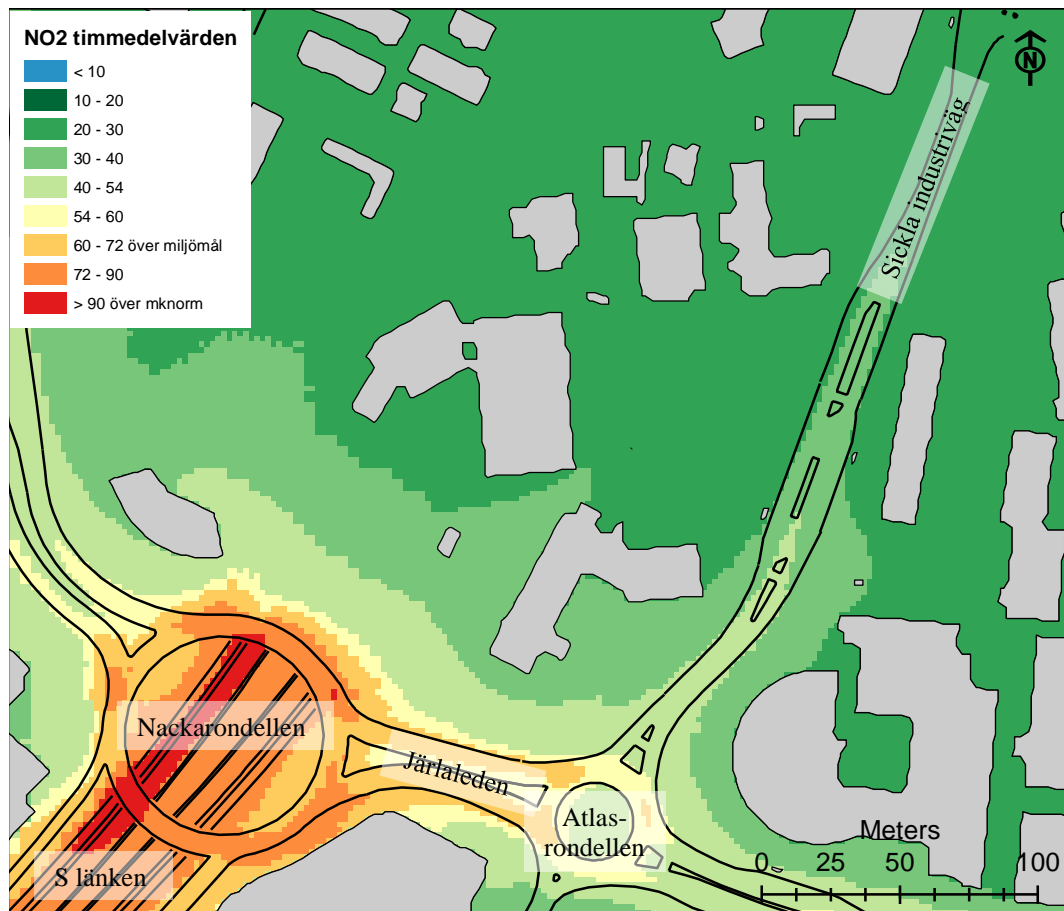 NO2 timmedelvärden
< 10
10 - 20
20 - 30
30 - 40
40 - 54
54 - 60
60 - 72 över miljömål
72 - 90
> 90 över mknorm
N
Sickla industriväg
Nackarondellen
Järlaleden
Atlas-
rondellen
S länken
Meters
0 25 50 100